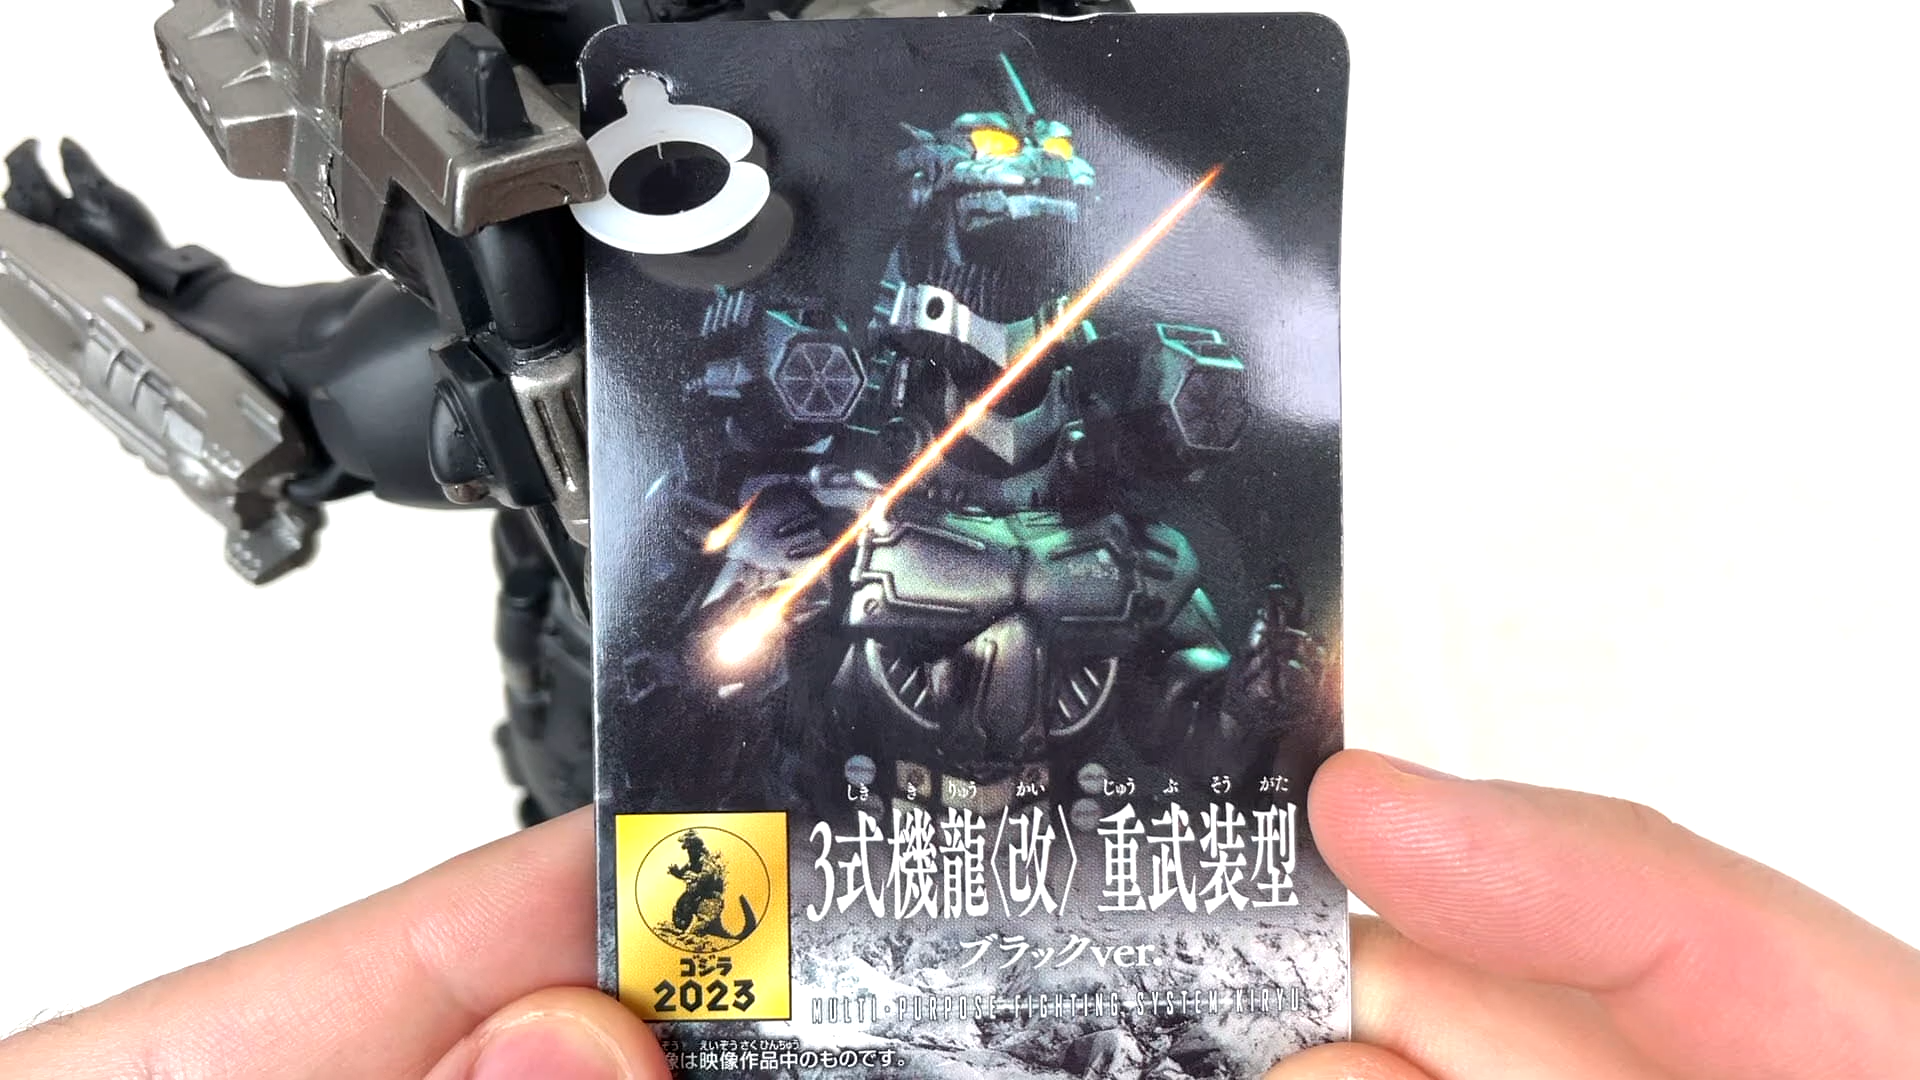 しき き りゅう かい じゅう ぶ そう がた
3式機龍〈改〉重武装型
ブラックver.
MULTI・PURPOSE FIGHTING SYSTEM KIRYU
ゴジラ
2023
ぞう えいぞうさくひんちゅう
像は映像作品中のものです。